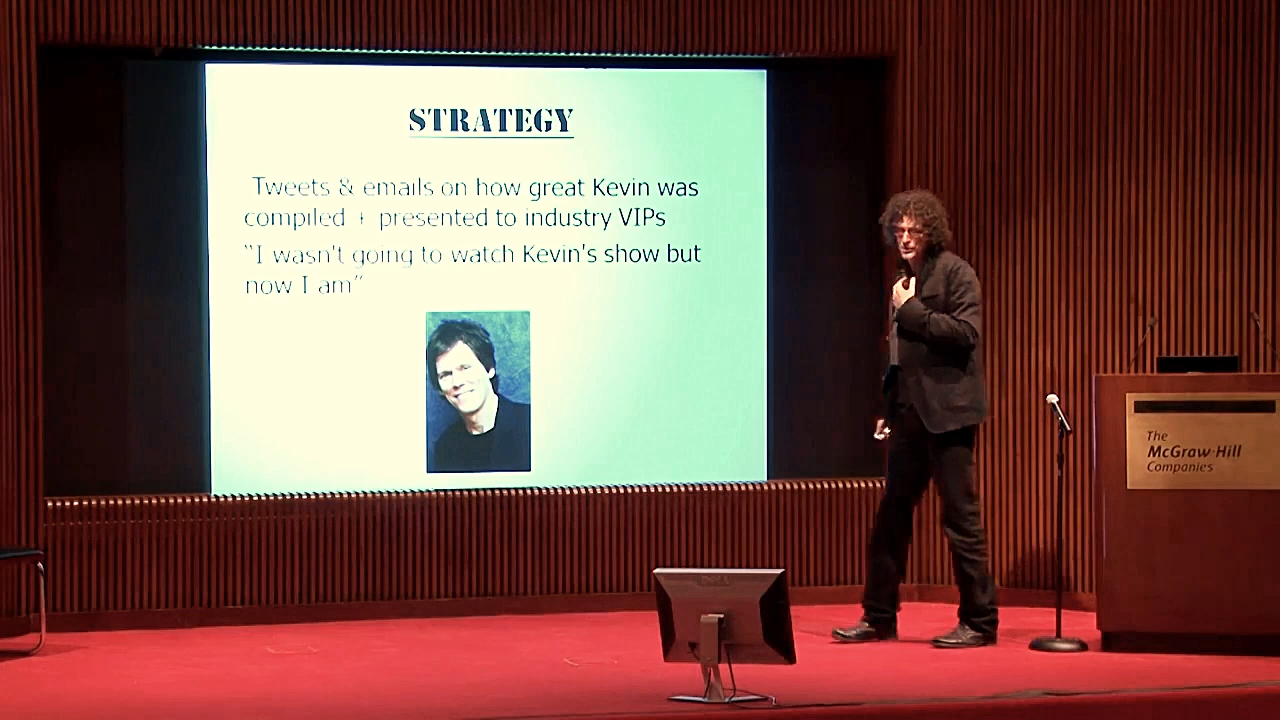 STRATEGY
Tweets & emails on how great Kevin was
compiled + presented to industry VIPs
“I wasn't going to watch Kevin's show but
now I am”
The
McGraw·Hill
Companies
DELL